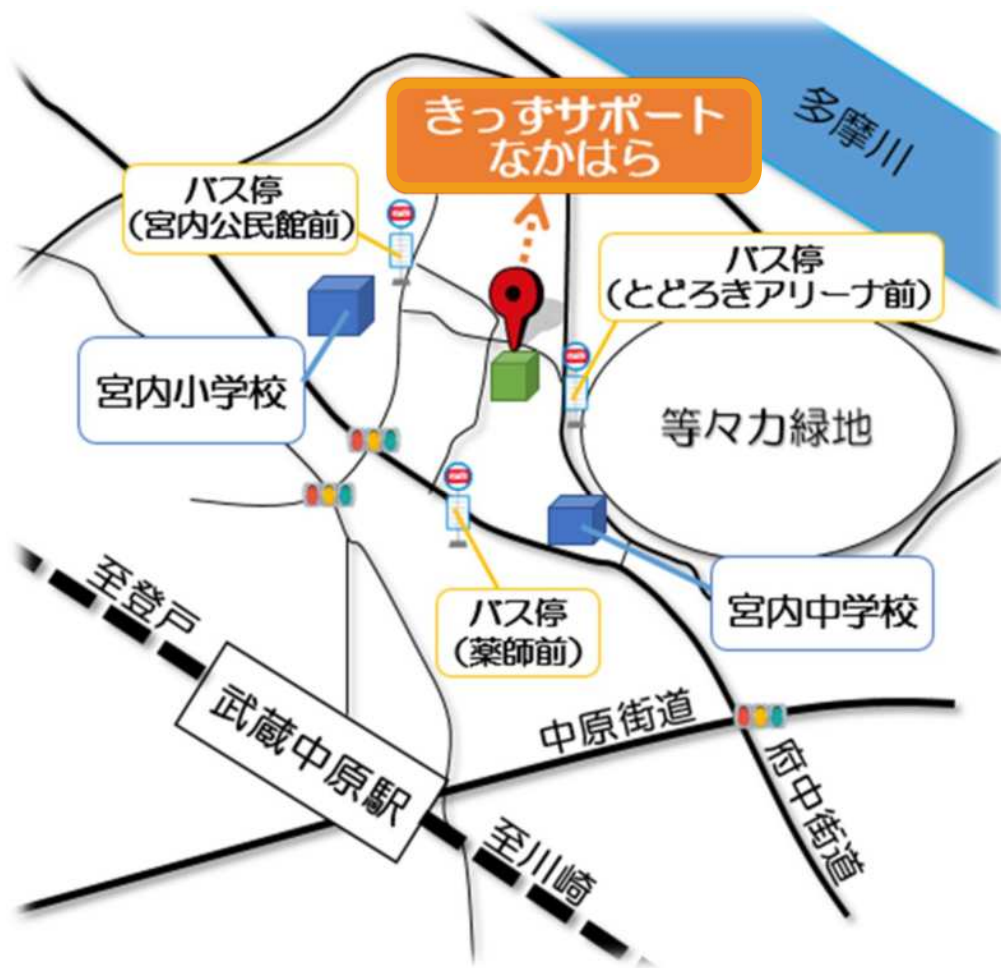 多摩川
きっずサポート
なかはら
バス停
(宮内公民館前)
バス停
(とどろきアリーナ前)
宮内小学校
等々力緑地
バス停
(薬師前)
宮内中学校
至登戸
武蔵中原駅
中原街道
府中街道
至川崎